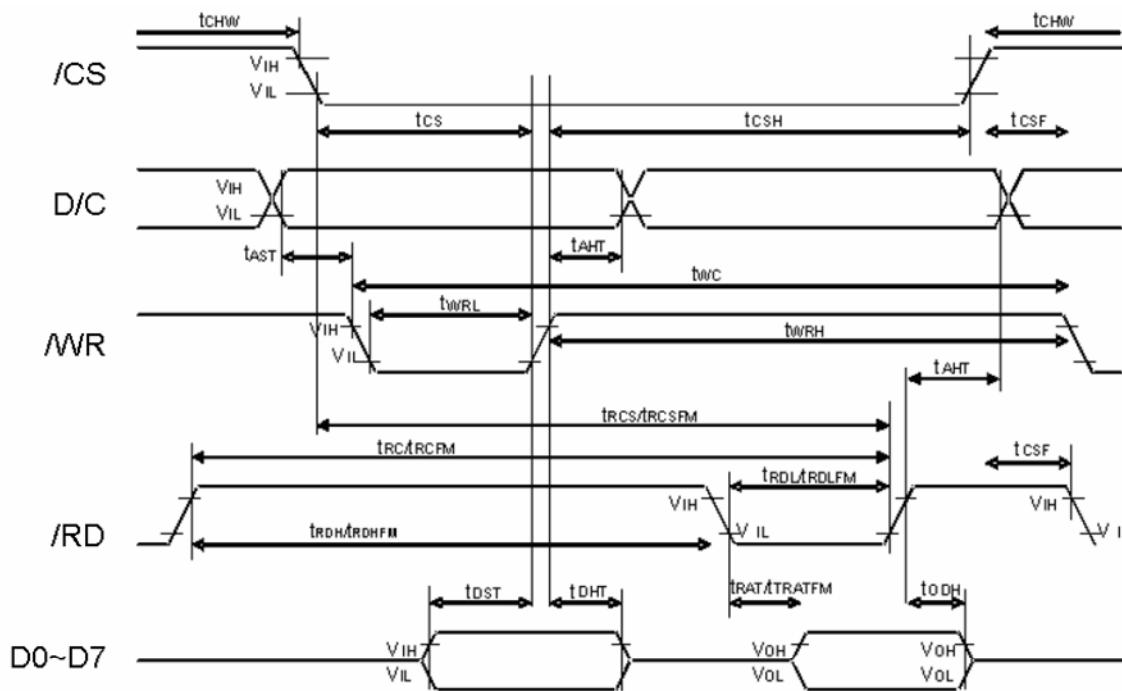 tCHW tCHW
/CS
VIH
VIL
tCS tCSH tCSF
D/C
VIH
VIL
tAST tAHT
tWC
tWRL
/WR
VIH
VIL
tWRH
tAHT
tRCS/tRCSFM
tRC/tRCFM
tCSF
tRDL/tRDLFM
/RD
VIH VIH
VIL VI
tRDH/tRDHFM
tDST tDHT tRAT/tTRATFM tODH
D0~D7
VIH VOH VOH
VIL VOL VOL